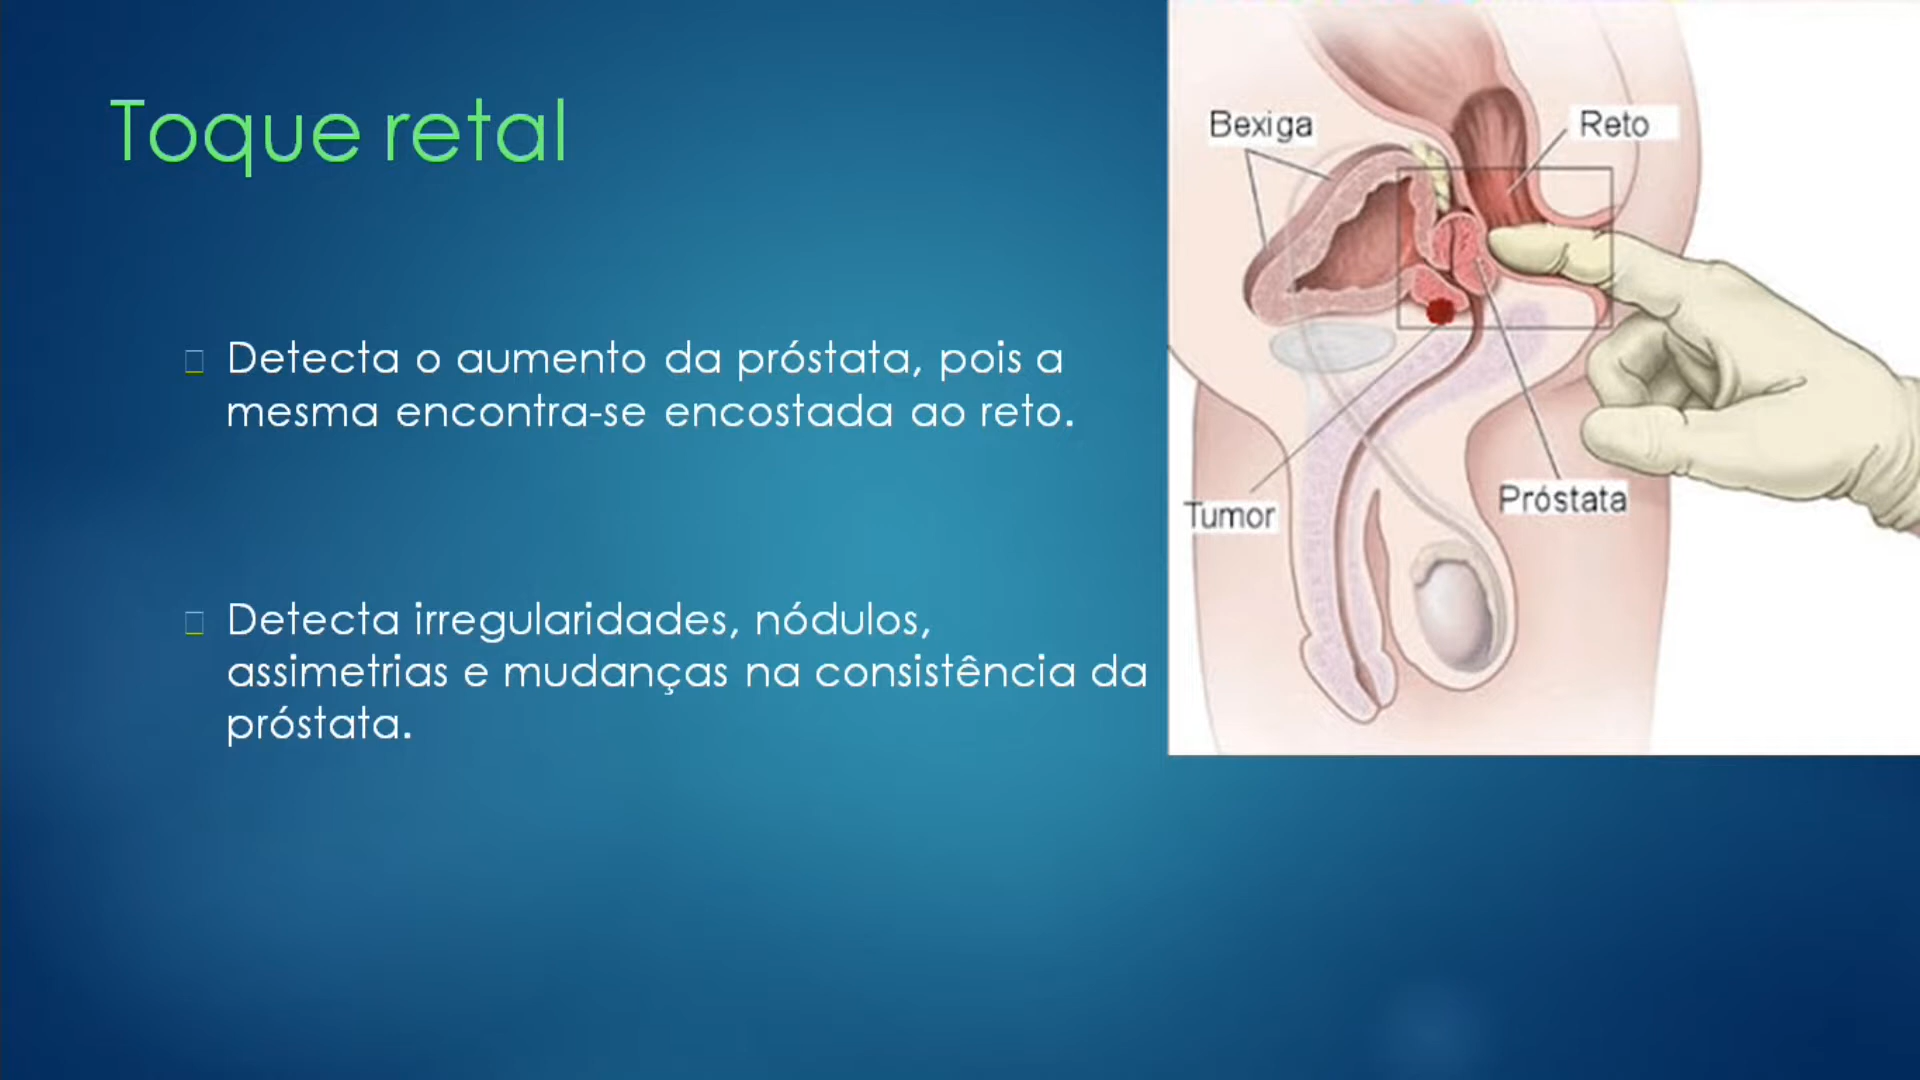 Toque retal
Detecta o aumento da próstata, pois a
mesma encontra-se encostada ao reto.
Detecta irregularidades, nódulos,
assimetrias e mudanças na consistência da
próstata.
Bexiga
Reto
Tumor
Próstata